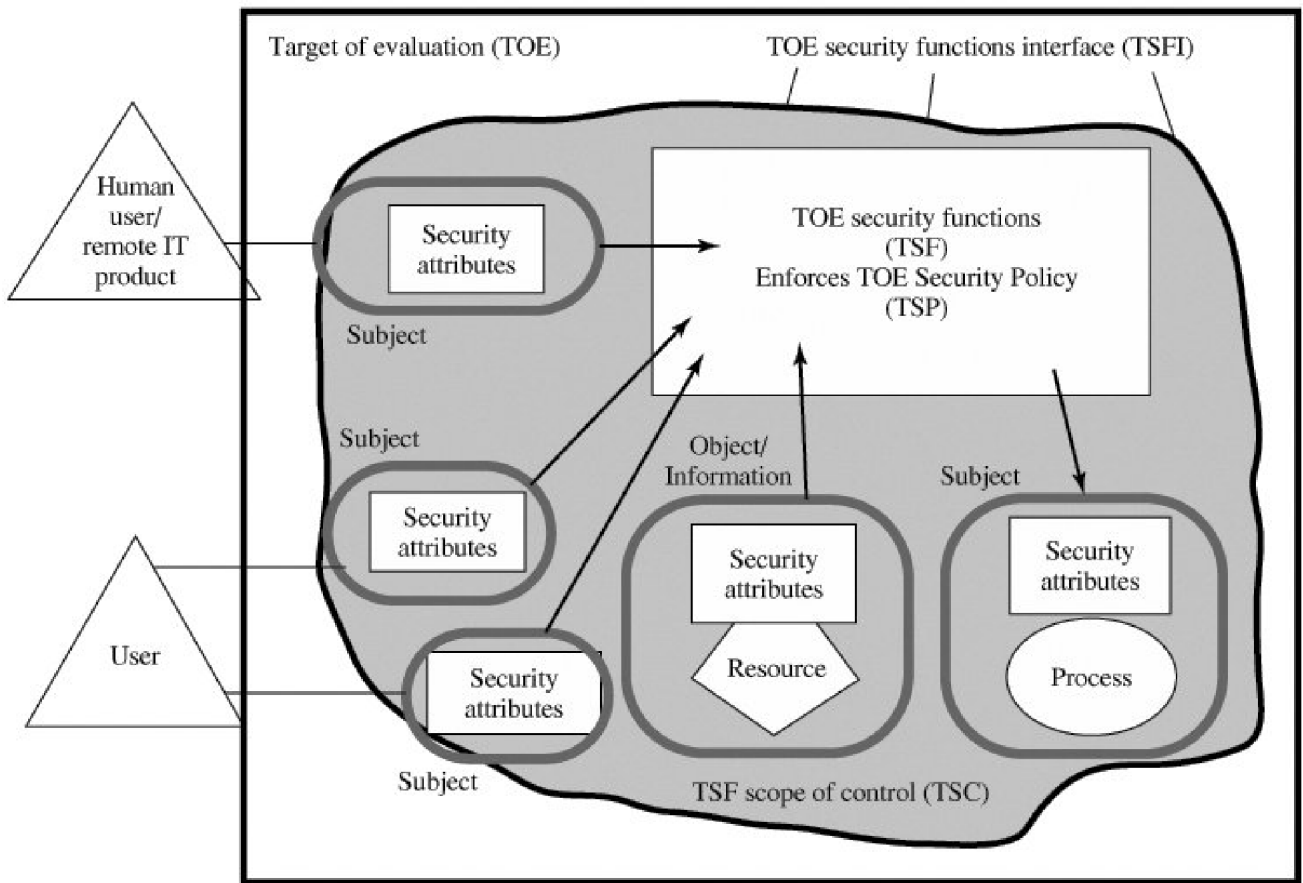 Target of evaluation (TOE)
TOE security functions interface (TSFI)
Human
user/
remote IT
product
Security
attributes
Subject
TOE security functions
(TSF)
Enforces TOE Security Policy
(TSP)
Subject
Security
attributes
Object/
Information
Security
attributes
Resource
Subject
Security
attributes
Process
User
Security
attributes
Subject
TSF scope of control (TSC)